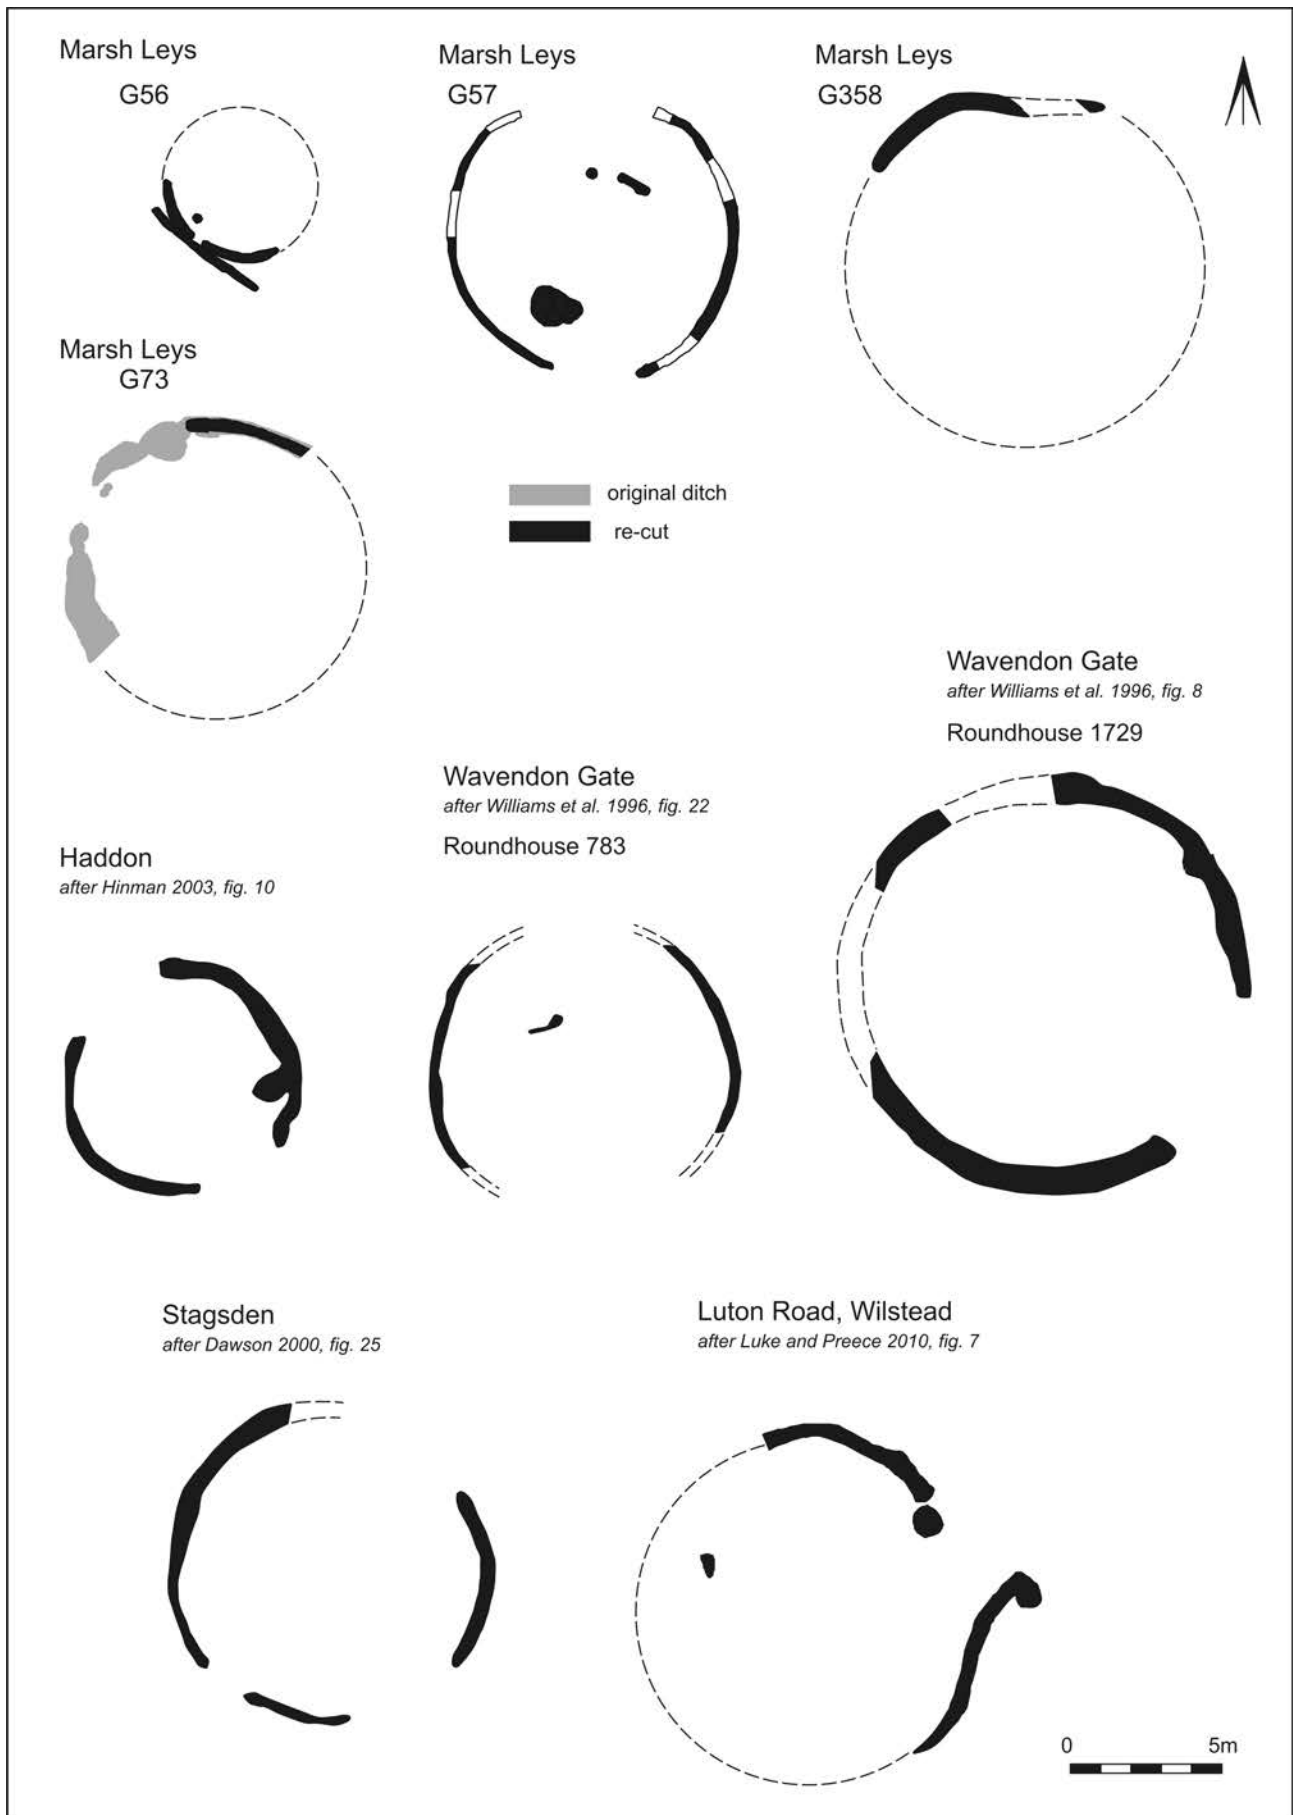 Marsh Leys
G56
Marsh Leys
G57
Marsh Leys
G358
Marsh Leys
G73
original ditch
re-cut
Wavendon Gate
after Williams et al. 1996, fig. 8
Roundhouse 1729
Wavendon Gate
after Williams et al. 1996, fig. 22
Roundhouse 783
Haddon
after Hinman 2003, fig. 10
Stagsden
after Dawson 2000, fig. 25
Luton Road, Wilstead
after Luke and Preece 2010, fig. 7
0 5m